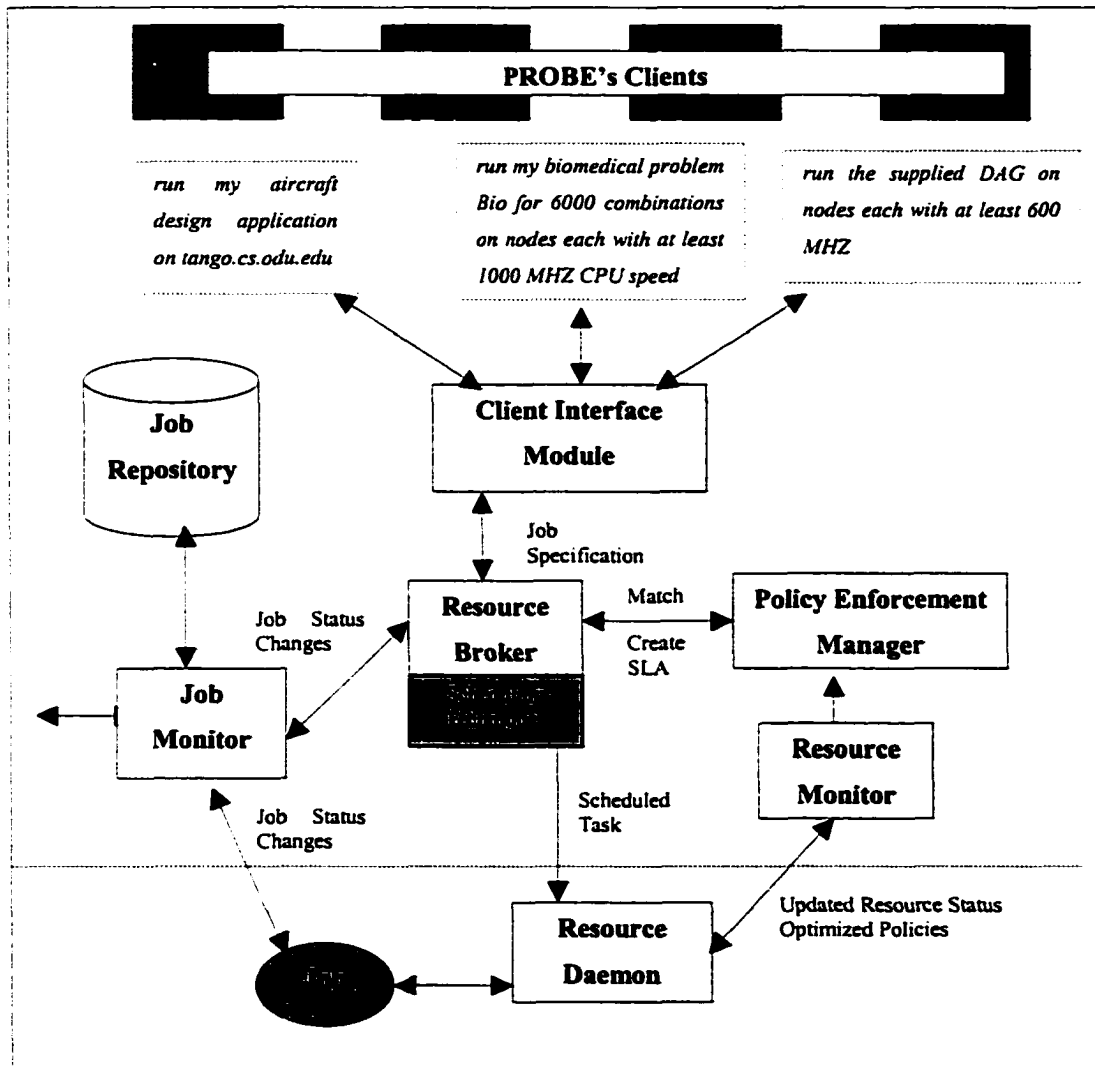 PROBE's Clients
run my aircraft
design application
on tango.cs.odu.edu
run my biomedical problem
Bio for 6000 combinations
on nodes each with at least
1000 MHZ CPU speed
run the supplied DAG on
nodes each with at least 600
MHZ
Job
Repository
Client Interface
Module
Job
Specification
Job Status
Changes
Resource
Broker
Match
Create
SLA
Policy Enforcement
Manager
Job
Monitor
Resource
Monitor
Job Status
Changes
Scheduled
Task
Resource
Daemon
Updated Resource Status
Optimized Policies